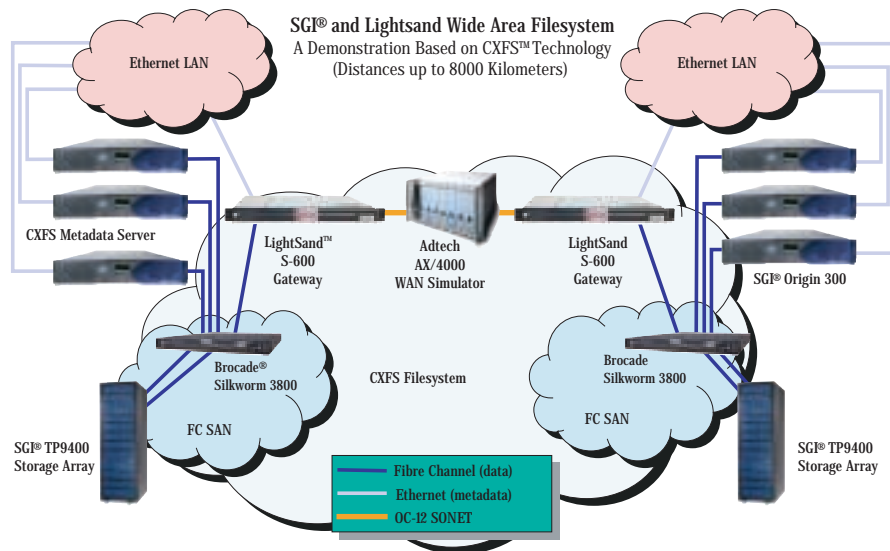 SGI® and Lightsand Wide Area Filesystem
A Demonstration Based on CXFS™ Technology
(Distances up to 8000 Kilometers)
Ethernet LAN
Ethernet LAN
CXFS Metadata Server
LightSand™
S-600
Gateway
Adtech
AX/4000
WAN Simulator
LightSand
S-600
Gateway
SGI® Origin 300
Brocade®
Silkworm 3800
CXFS Filesystem
Brocade
Silkworm 3800
FC SAN
FC SAN
SGI® TP9400
Storage Array
SGI® TP9400
Storage Array
Fibre Channel (data)
Ethernet (metadata)
OC-12 SONET